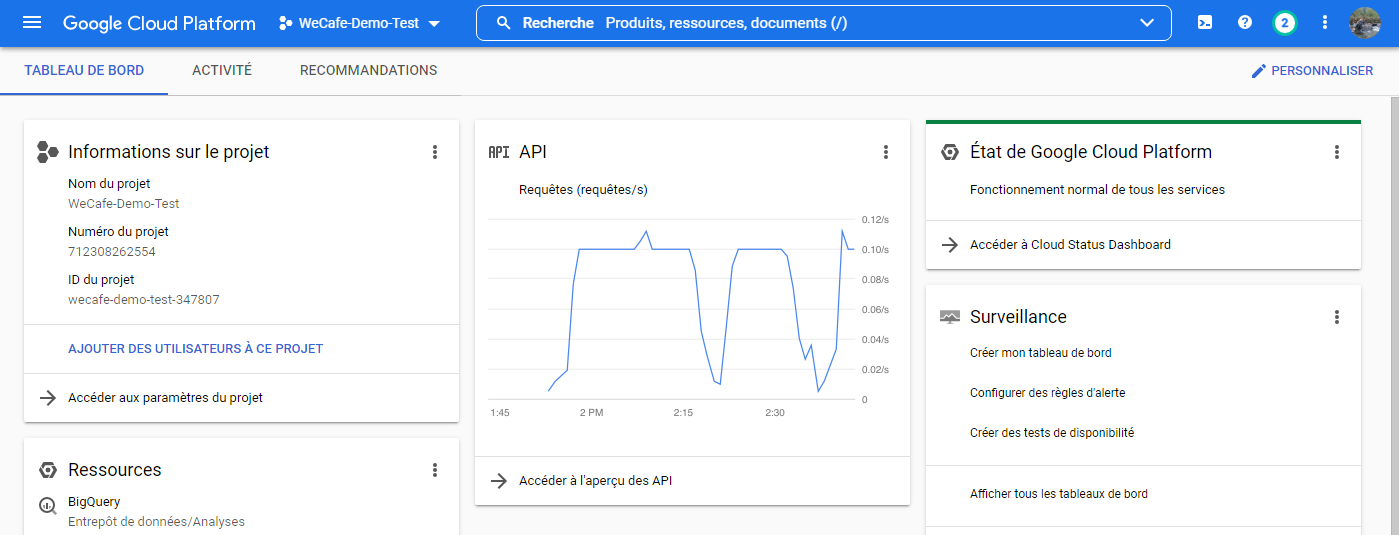 Google Cloud Platform
WeCafe-Demo-Test
Recherche Produits, ressources, documents (/)
2
TABLEAU DE BORD
ACTIVITÉ
RECOMMANDATIONS
PERSONNALISER
Informations sur le projet
Nom du projet
WeCafe-Demo-Test
Numéro du projet
712308262554
ID du projet
wecafe-demo-test-347807
AJOUTER DES UTILISATEURS À CE PROJET
Accéder aux paramètres du projet
Ressources
BigQuery
Entrepôt de données/Analyses
API API
Requêtes (requêtes/s)
0.12/s
0.10/s
0.08/s
0.06/s
0.04/s
0.02/s
0
1:45
2 PM
2:15
2:30
Accéder à l'aperçu des API
État de Google Cloud Platform
Fonctionnement normal de tous les services
Accéder à Cloud Status Dashboard
Surveillance
Créer mon tableau de bord
Configurer des règles d'alerte
Créer des tests de disponibilité
Afficher tous les tableaux de bord